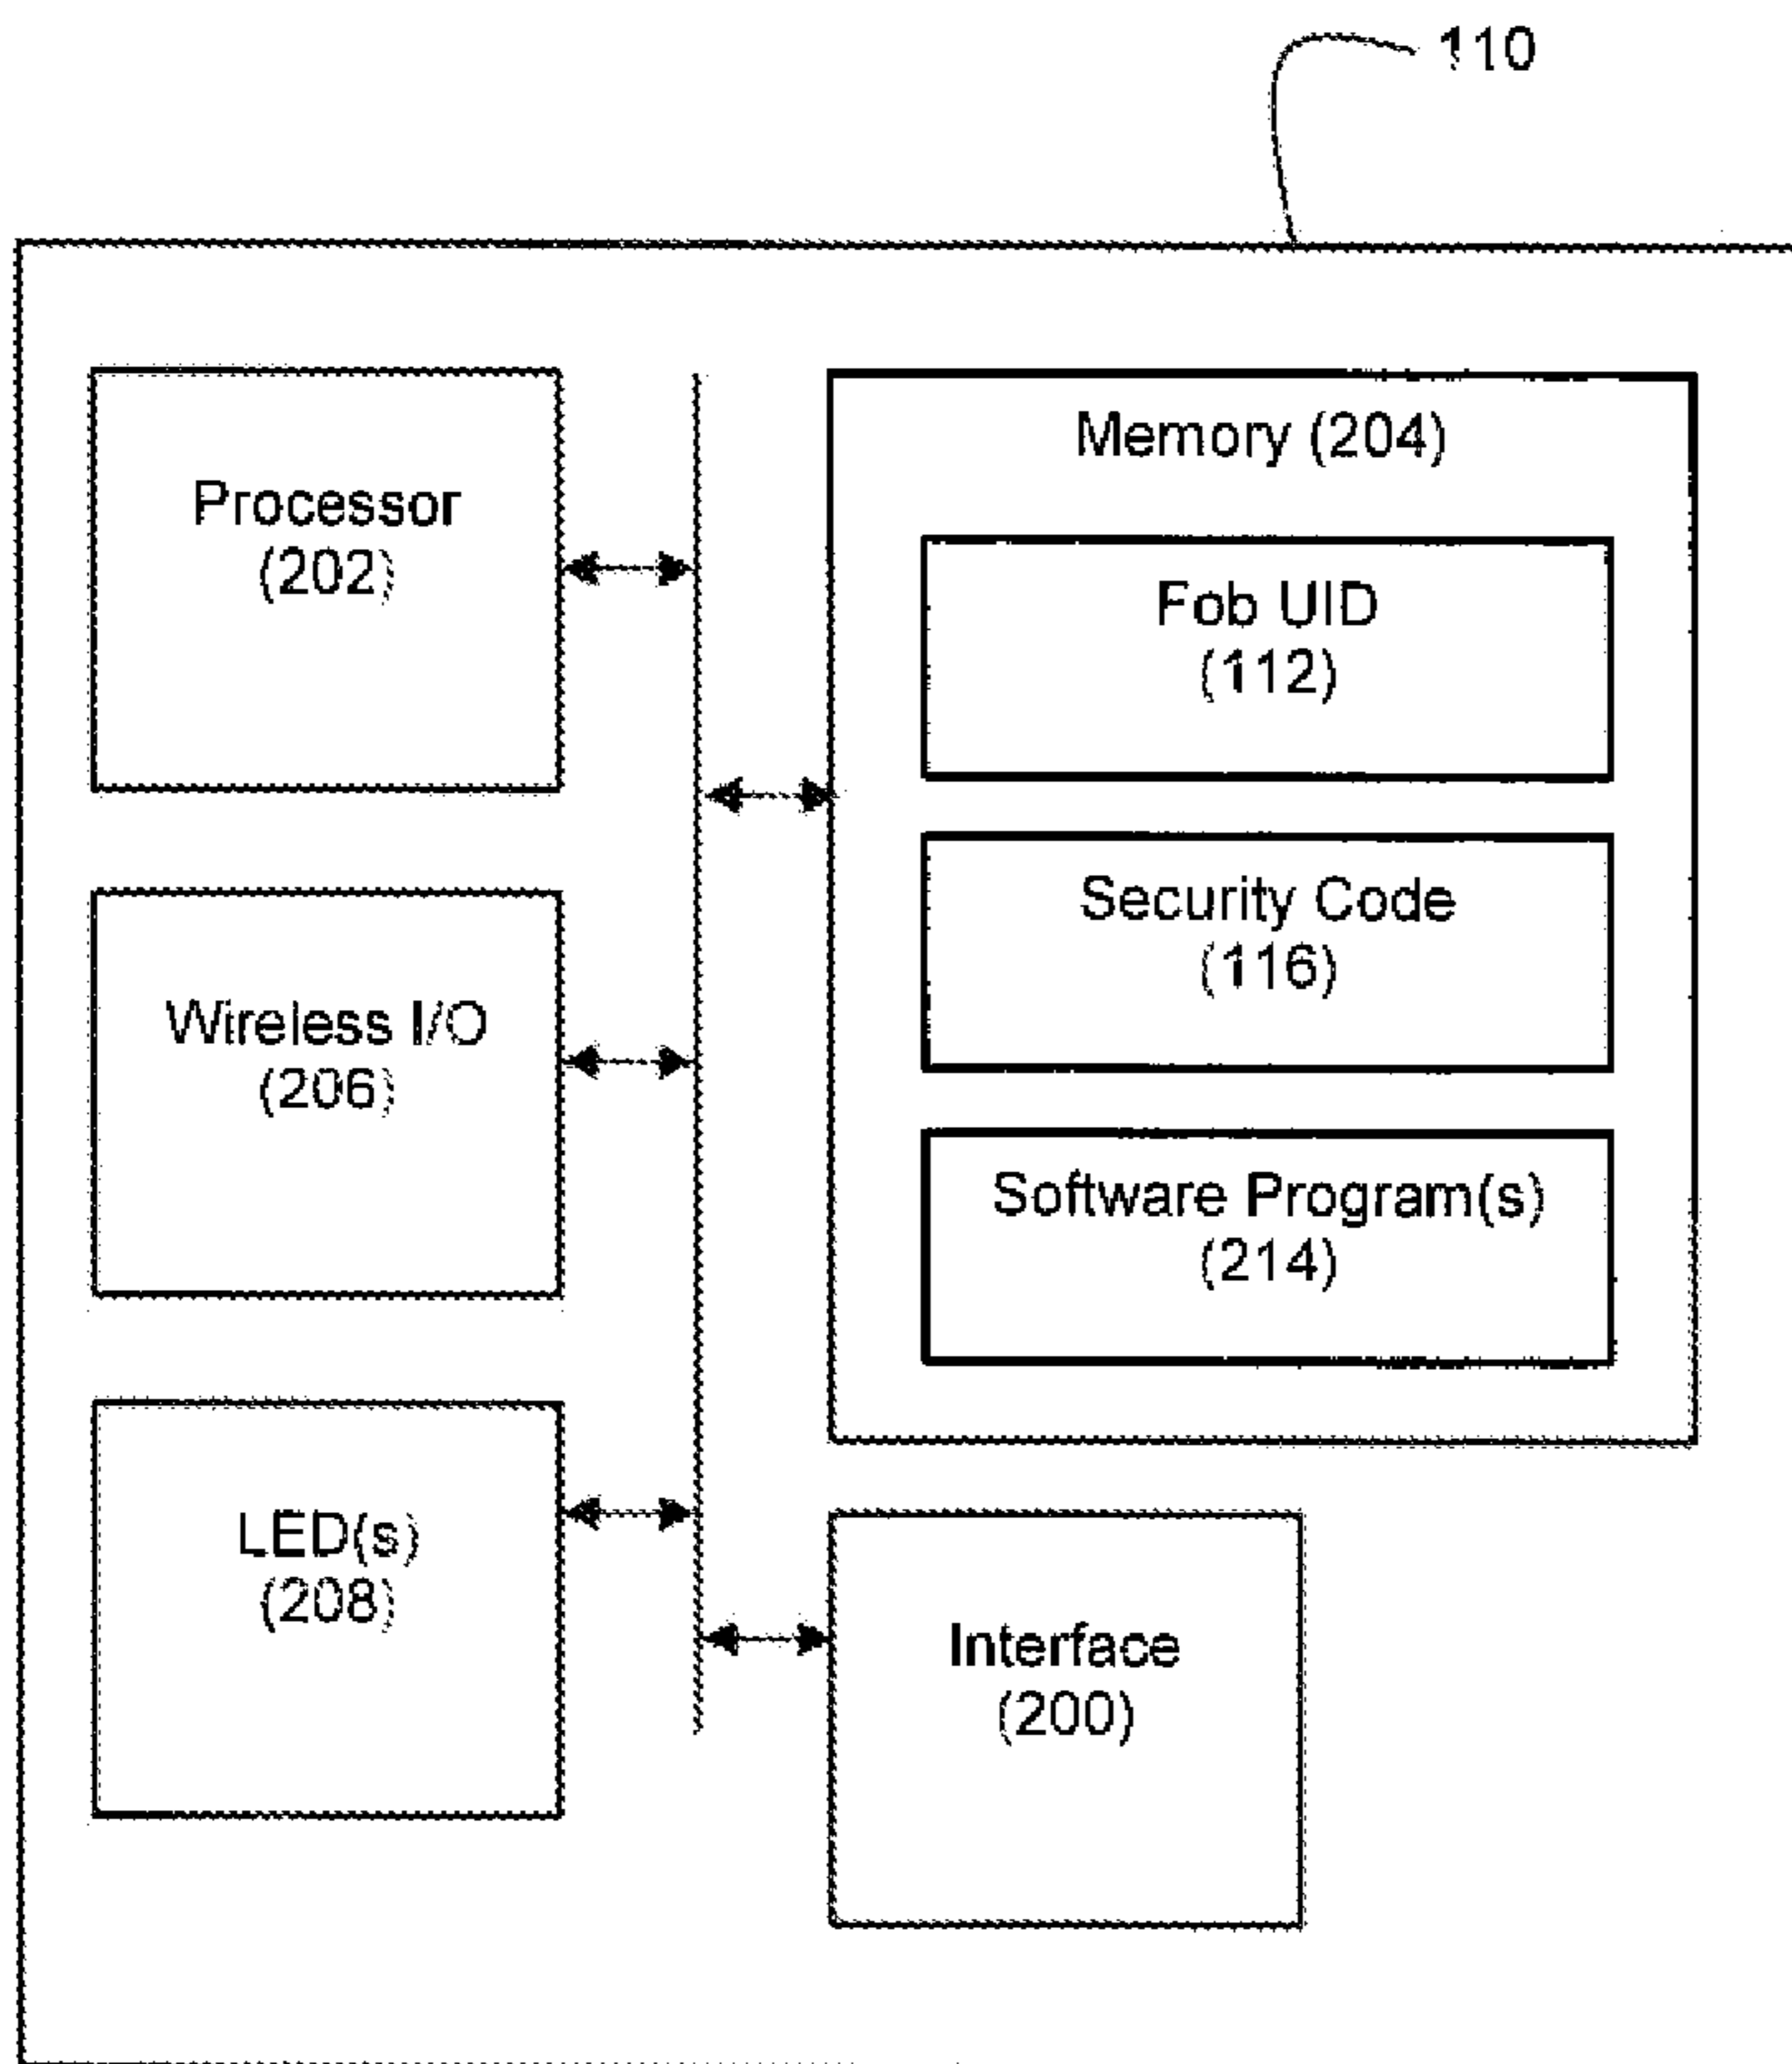 110
Processor
(202)
Memory (204)
Fob UID
(112)
Security Code
(116)
Software Program(s)
(214)
Wireless I/O
(206)
LED(s)
(208)
Interface
(200)